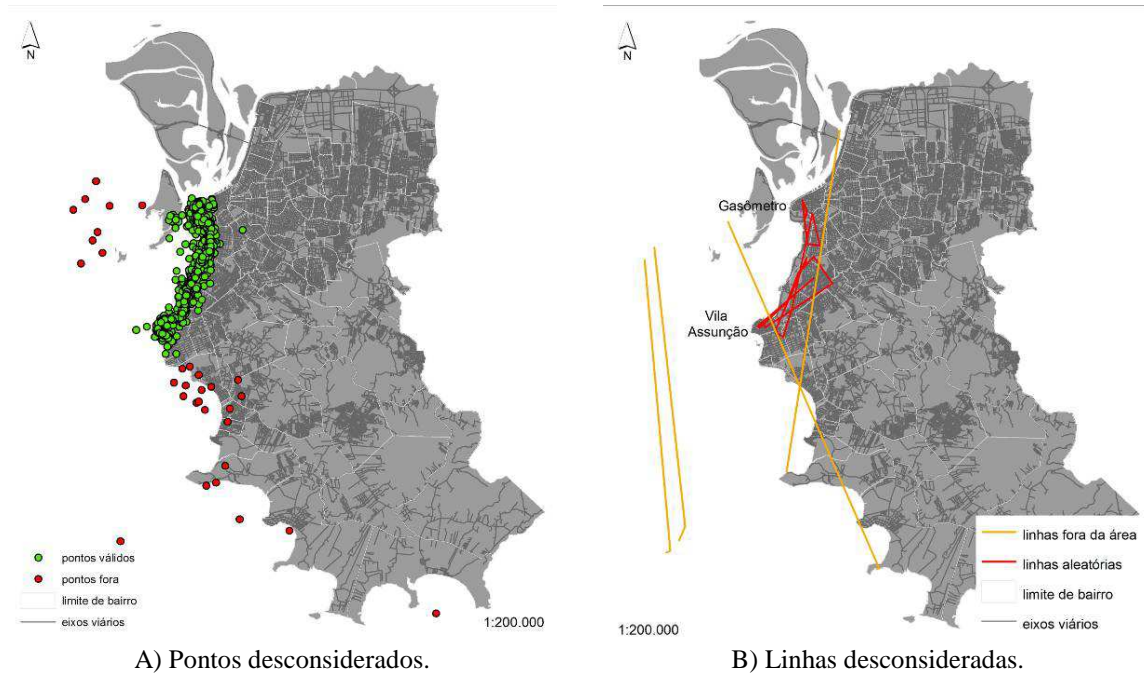 N
pontos válidos
pontos fora
limite de bairro
eixos viários
1:200.000
A) Pontos desconsiderados.
N
Gasômetro
Vila
Assunção
linhas fora da área
linhas aleatórias
limite de bairro
eixos viários
1:200.000
B) Linhas desconsideradas.